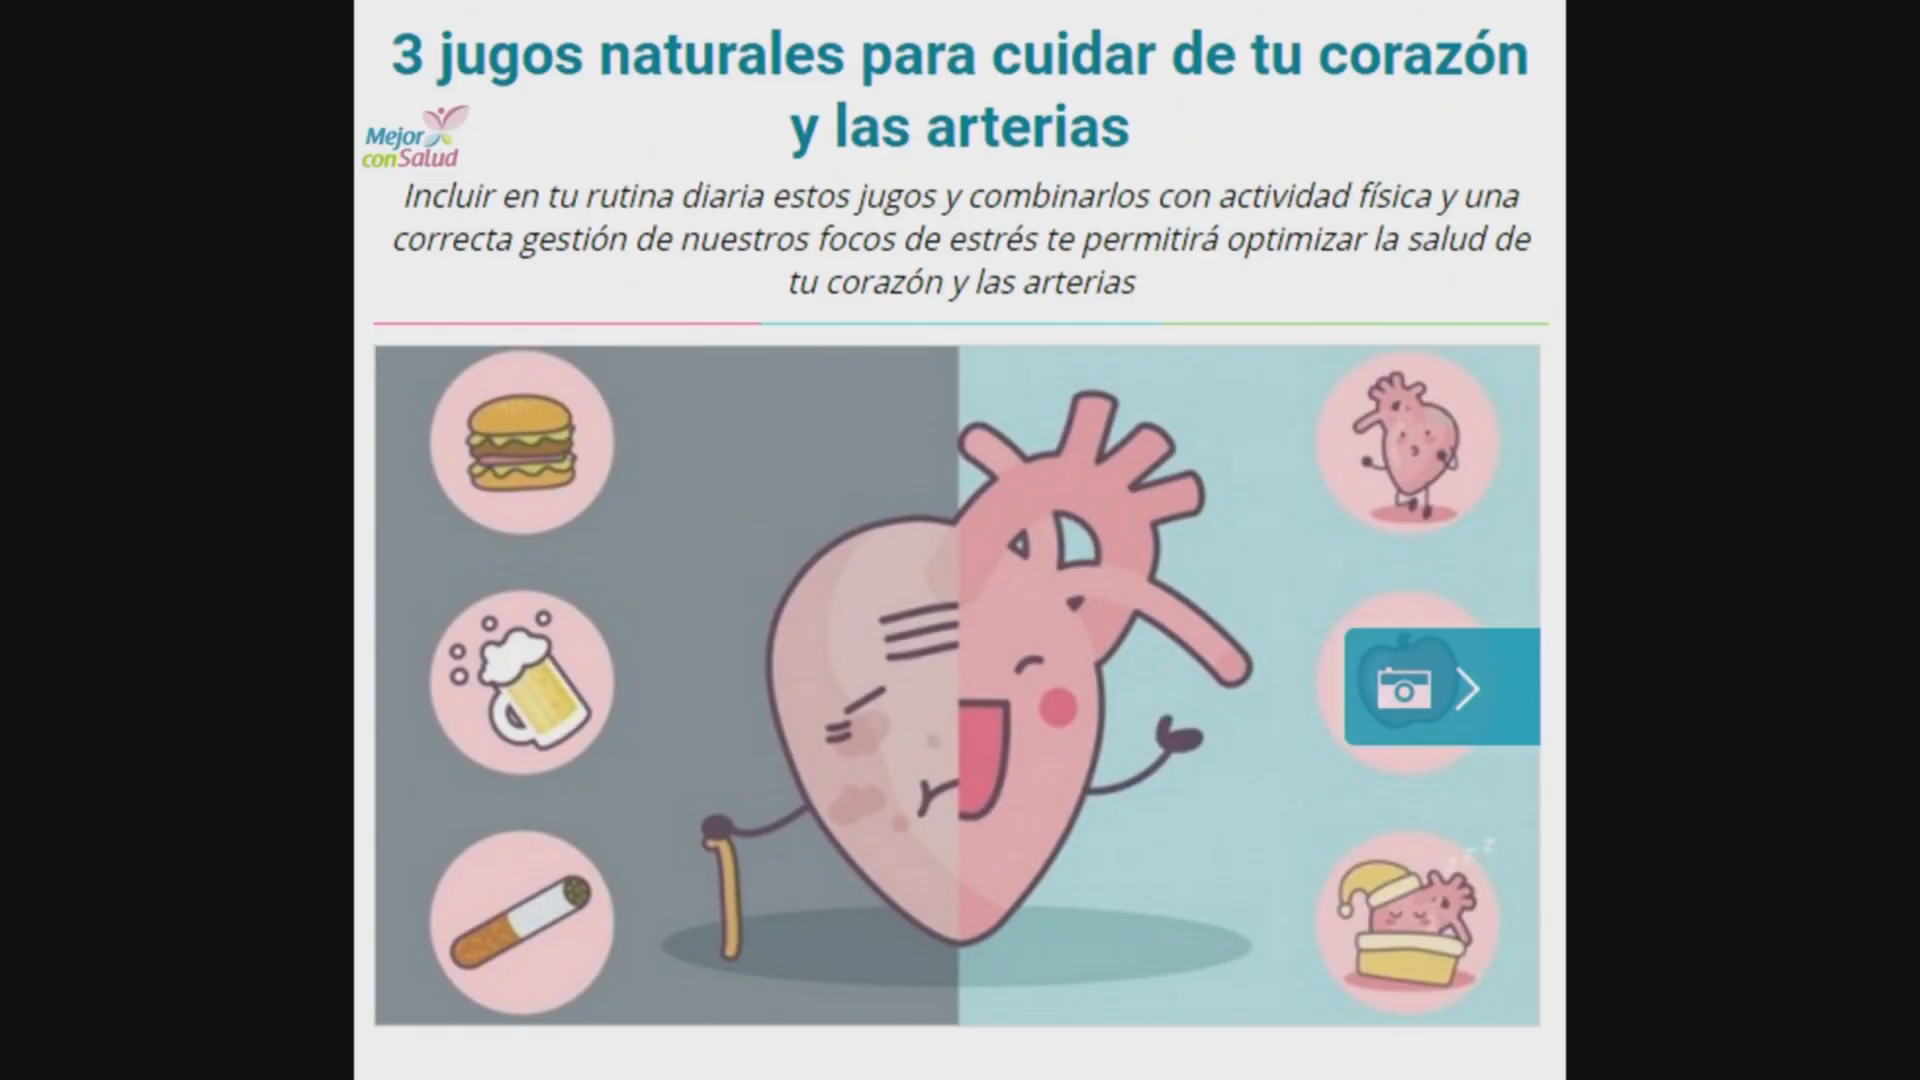 3 jugos naturales para cuidar de tu corazón
y las arterias
Mejor
conSalud
Incluir en tu rutina diaria estos jugos y combinarlos con actividad física y una
correcta gestión de nuestros focos de estrés te permitirá optimizar la salud de
tu corazón y las arterias
z z z